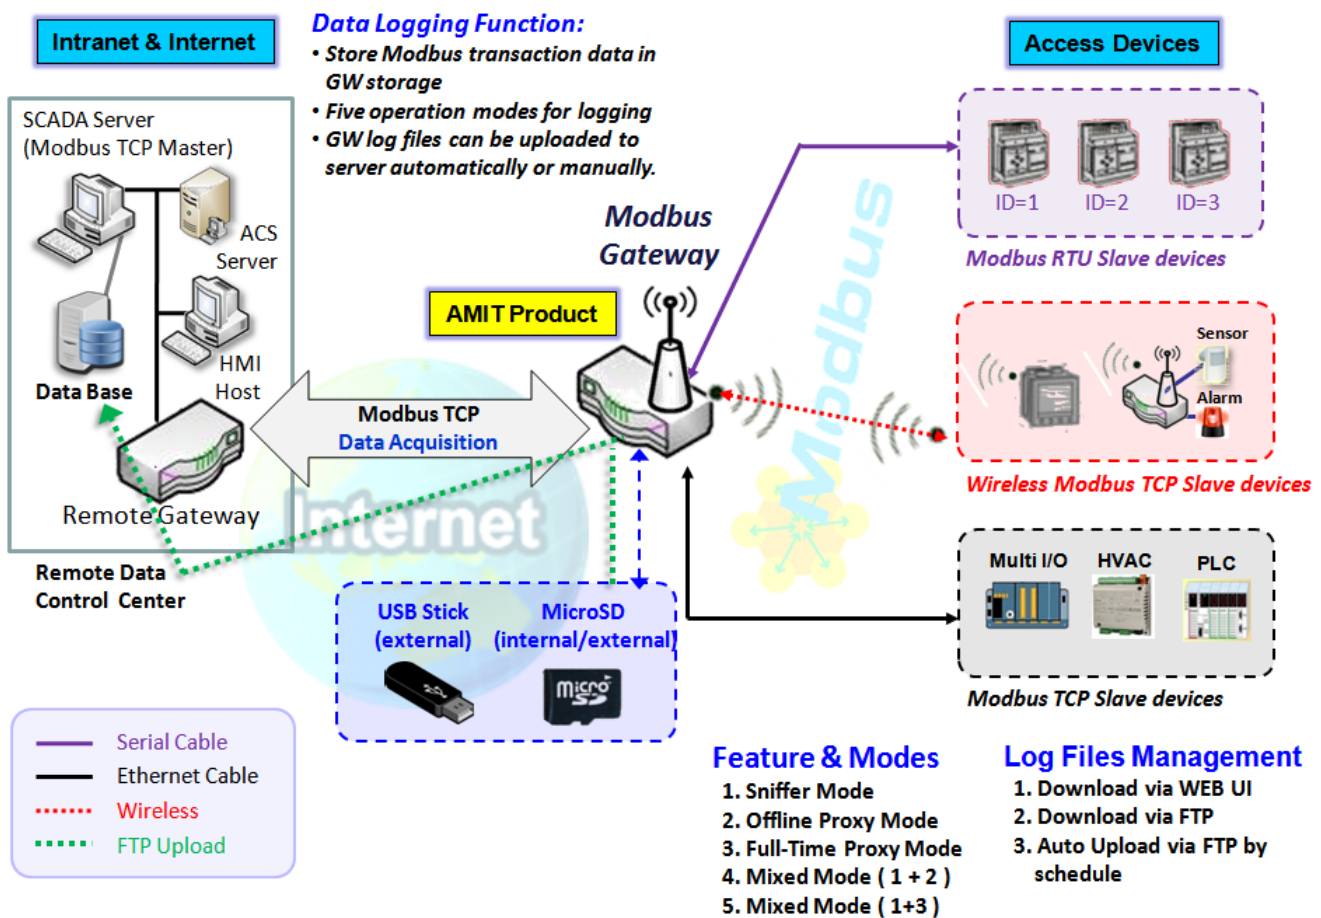 Intranet & Internet
Data Logging Function:
• Store Modbus transaction data in
GW storage
• Five operation modes for logging
• GW log files can be uploaded to
server automatically or manually.
Access Devices
SCADA Server
(Modbus TCP Master)
ACS
Server
HMI
Host
Data Base
Remote Gateway
Remote Data
Control Center
Modbus
Gateway
AMIT Product
Modbus TCP
Data Acquisition
Internet
Modbus
ID=1
ID=2
ID=3
Modbus RTU Slave devices
Sensor
Alarm
Wireless Modbus TCP Slave devices
Multi I/O
HVAC
PLC
Modbus TCP Slave devices
USB Stick
(external)
MicroSD
(internal/external)
Micro
SD
Serial Cable
Ethernet Cable
Wireless
FTP Upload
Feature & Modes
1. Sniffer Mode
2. Offline Proxy Mode
3. Full-Time Proxy Mode
4. Mixed Mode ( 1 + 2 )
5. Mixed Mode ( 1+3 )
Log Files Management
1. Download via WEB UI
2. Download via FTP
3. Auto Upload via FTP by
schedule